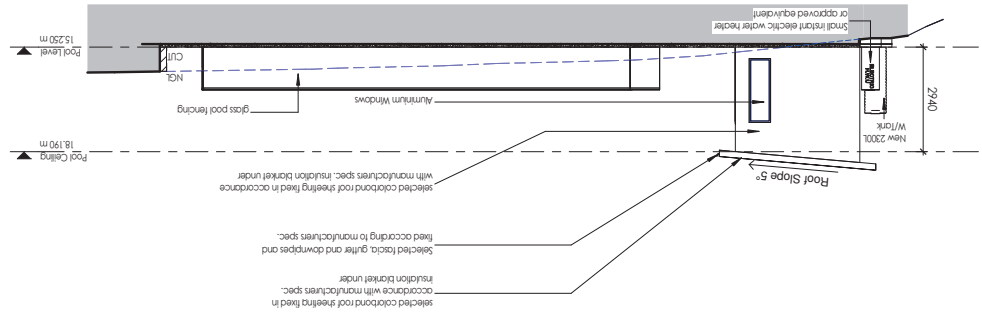 selected colorbond roof sheeting fixed in
accordance with manufacturers spec.
insulation blanket under
Selected fascia, gutter and downpipes and
fixed according to manufacturers spec.
Roof Slope 5°
selected colorbond roof sheeting fixed in accordance
with manufacturers spec. insulation blanket under
Pool Ceiling
18.190 m
New 2300L
W/Tank
2940
Aluminium Windows
glass pool fencing
NGL
CUT
Pool Level
15.250 m
Small instant electric water heater
or approved equivalent